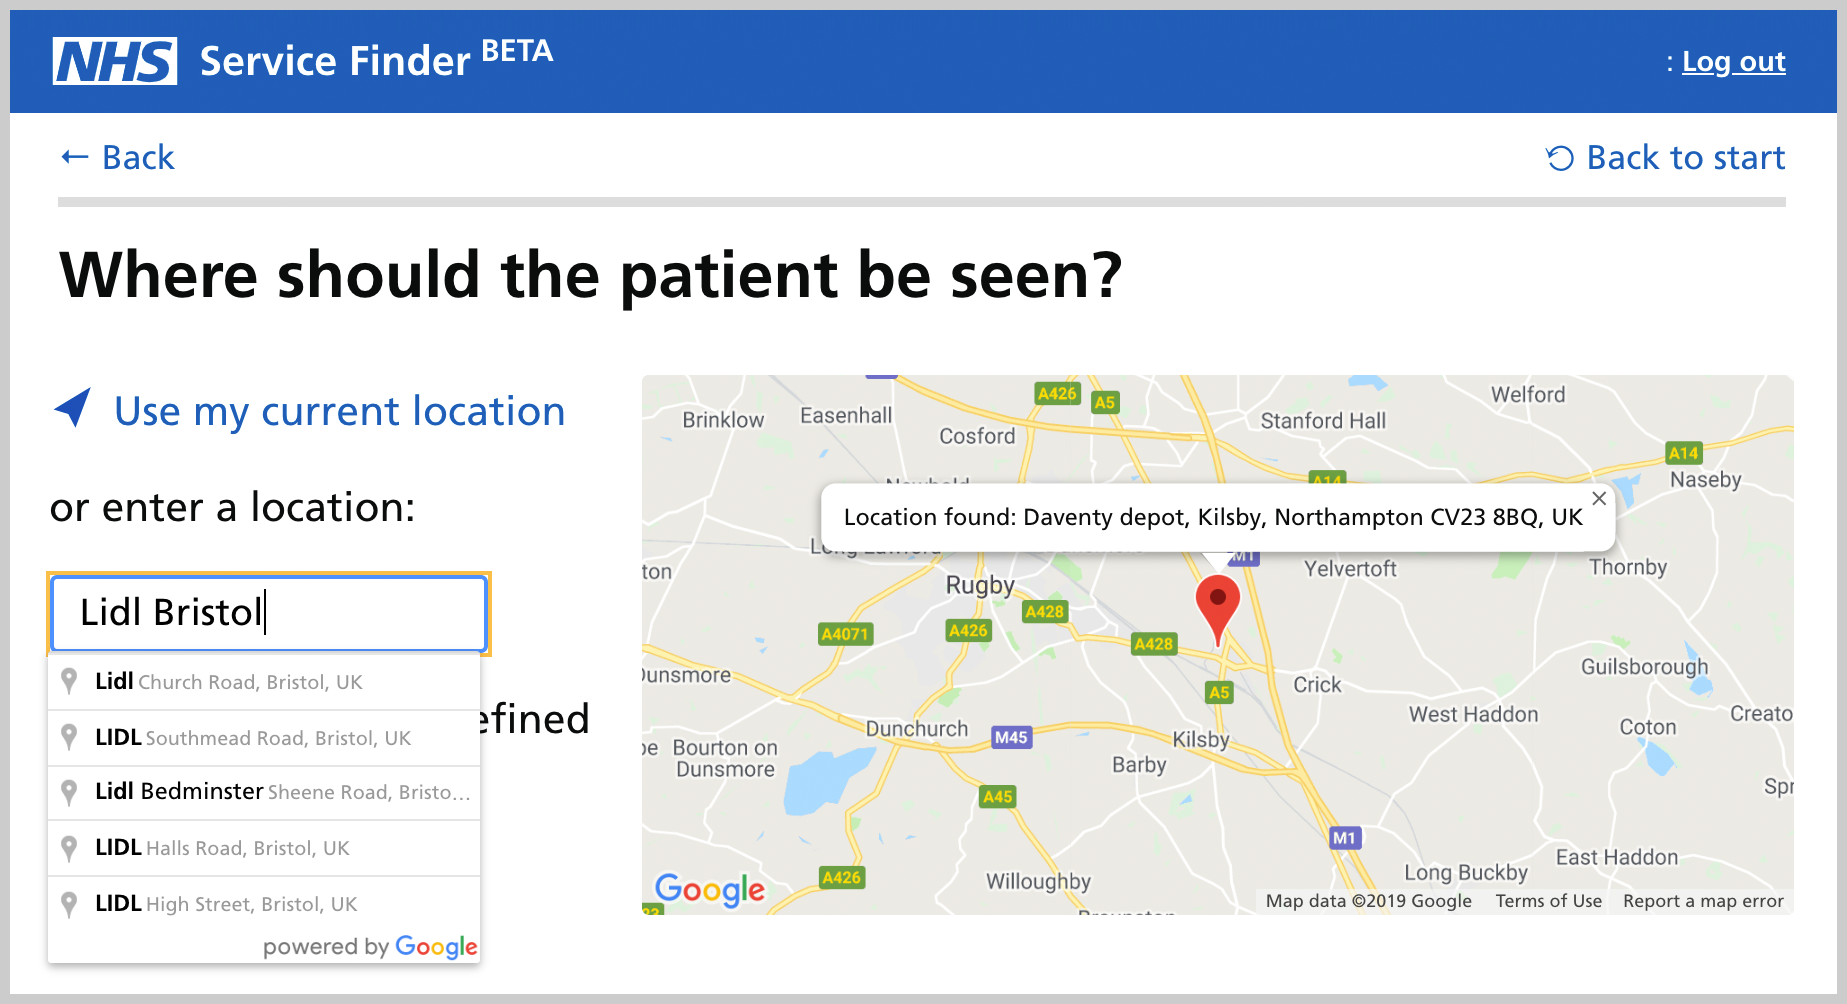 NHS Service Finder BETA
: Log out
← Back
Back to start
Where should the patient be seen?
Use my current location
or enter a location:
Lidl Bristol
Lidl Church Road, Bristol, UK
LIDL Southmead Road, Bristol, UK
Lidl Bedminster Sheene Road, Bristo...
LIDL Halls Road, Bristol, UK
LIDL High Street, Bristol, UK
powered by Google
efined
Location found: Daventy depot, Kilsby, Northampton CV23 8BQ, UK
×
A426
A5
Welford
Brinklow
Easenhall
Stanford Hall
Cosford
A14
Naseby
A14
M1
ton
Yelvertoft
Thornby
Rugby
A428
A4071
A426
A428
Dunsmore
Guilsborough
A5
Crick
West Haddon
Creato
Dunchurch
M45
Kilsby
Coton
Bourton on
Dunsmore
Barby
Spr
A45
M1
East Haddon
A426
Willoughby
Long Buckby
Google
Map data ©2019 Google
Terms of Use
Report a map error